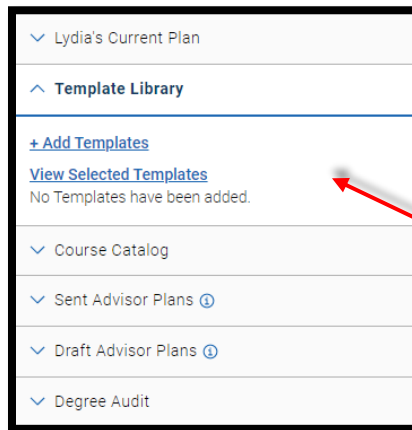 Lydia's Current Plan
Template Library
+ Add Templates
View Selected Templates
No Templates have been added.
Course Catalog
Sent Advisor Plans
Draft Advisor Plans
Degree Audit